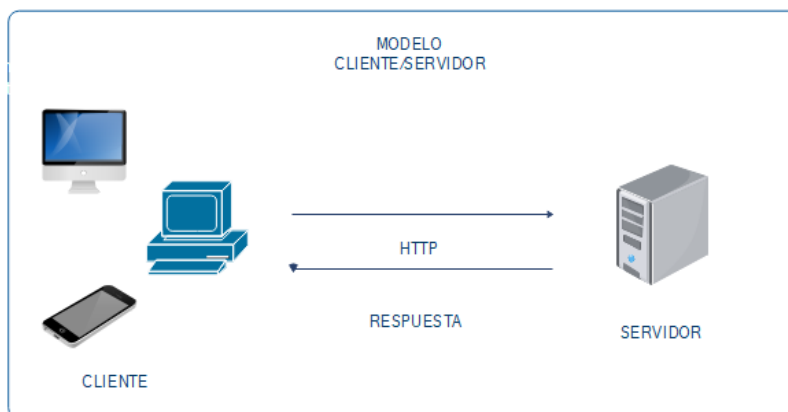 MODELO
CLIENTE/SERVIDOR
HTTP
RESPUESTA
SERVIDOR
CLIENTE